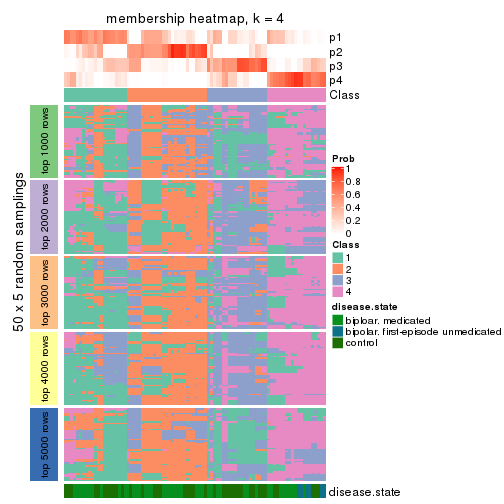 membership heatmap, k = 4
p1
p2
p3
p4
Class
50 x 5 random samplings
top 1000 rows
top 2000 rows
top 3000 rows
top 4000 rows
top 5000 rows
Prob
1
0.8
0.6
0.4
0.2
0
Class
1
2
3
4
disease.state
bipolar. medicated
bipolar. first-episode unmedicated
control
disease.state